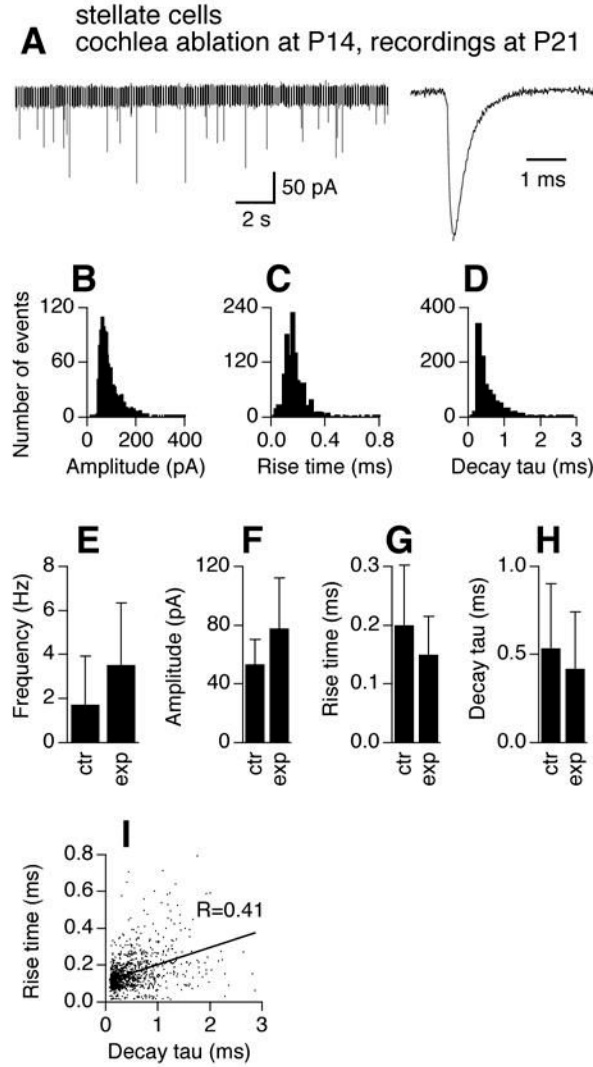 A
stellate cells
cochlea ablation at P14, recordings at P21
50 pA
2 s
1 ms
B
C
D
Number of events
120
60
0
0 200 400
Amplitude (pA)
240
120
0
0.0 0.4 0.8
Rise time (ms)
400
200
0
0 1 2 3
Decay tau (ms)
E
F
G
H
Frequency (Hz)
8
6
4
2
0
ctr
exp
Amplitude (pA)
120
80
40
0
ctr
exp
Rise time (ms)
0.3
0.2
0.1
0.0
ctr
exp
Decay tau (ms)
1.0
0.5
0.0
ctr
exp
I
Rise time (ms)
0.8
0.6
0.4
0.2
0.0
R=0.41
0 1 2 3
Decay tau (ms)